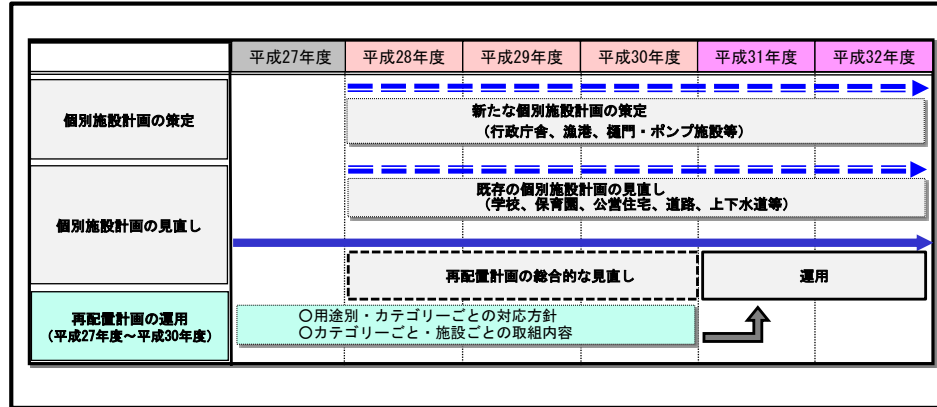 平成27年度 平成28年度 平成29年度 平成30年度 平成31年度 平成32年度
個別施設計画の策定
新たな個別施設計画の策定
（行政庁舎、漁港、樋門・ポンプ施設等）
個別施設計画の見直し
既存の個別施設計画の見直し
（学校、保育園、公営住宅、道路、上下水道等）
再配置計画の総合的な見直し
運用
再配置計画の運用
（平成27年度～平成30年度）
〇用途別・カテゴリーごとの対応方針
〇カテゴリーごと・施設ごとの取組内容